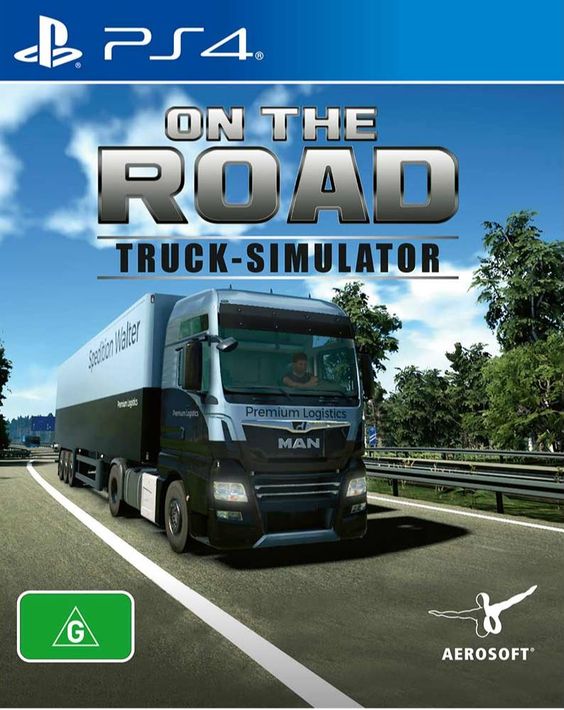 PS4
ON THE
ROAD
TRUCK-SIMULATOR
Spedition Walter
Premium Logistics
Premium Logistics
Premium Logistics
MAN
G
AEROSOFT®